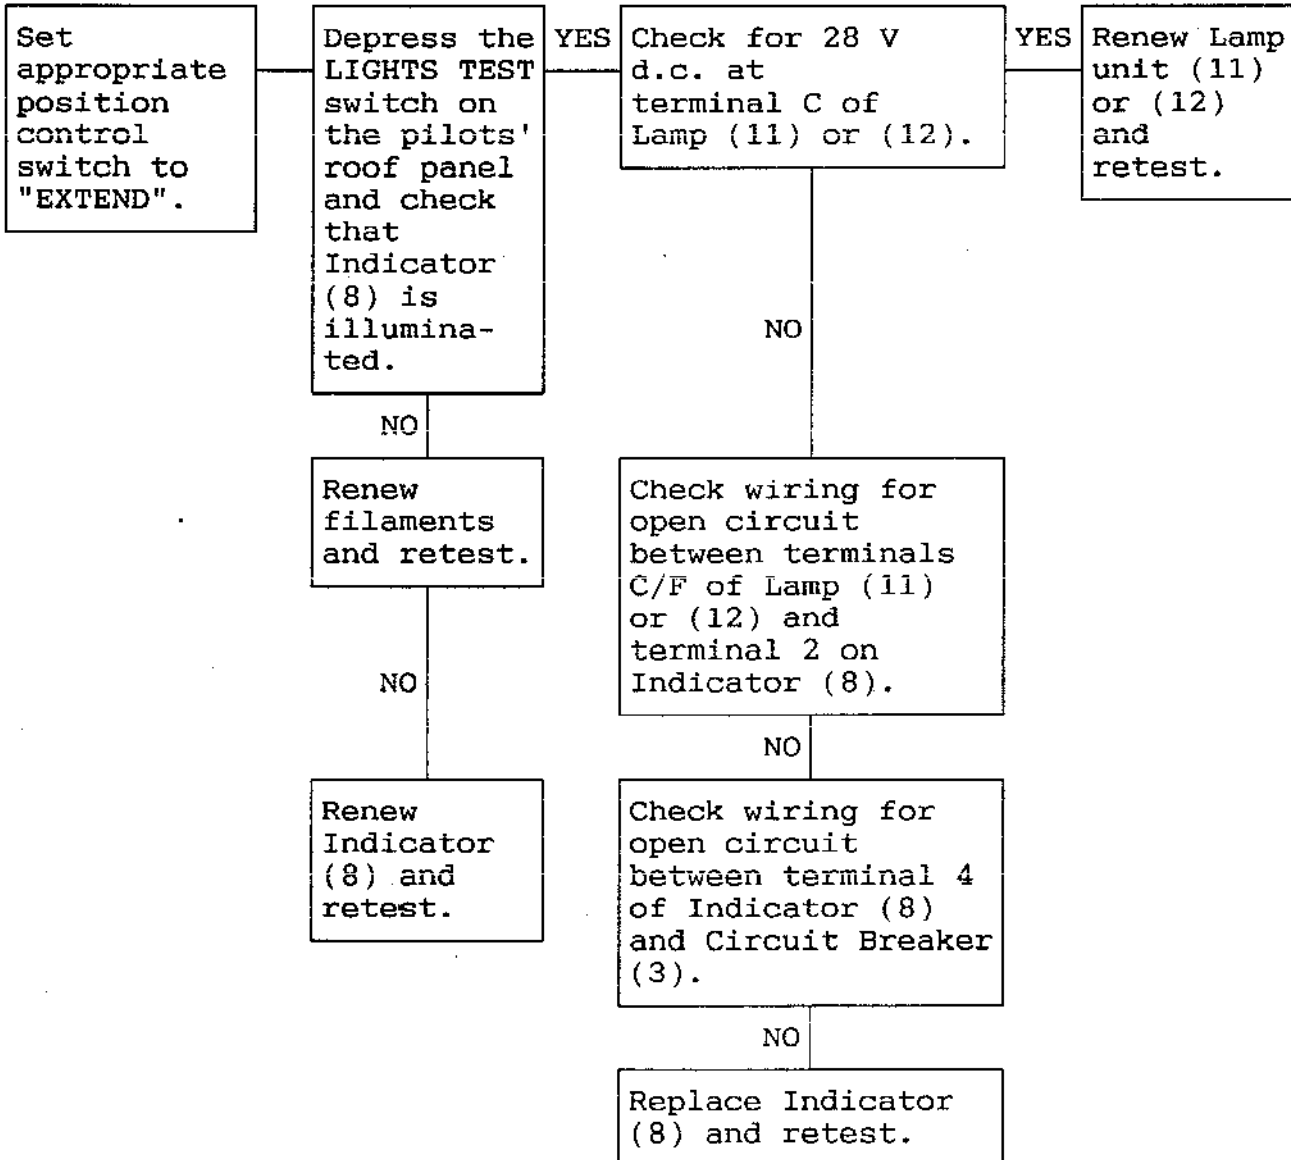 Set
appropriate
position
control
switch to
"EXTEND".
Depress the
LIGHTS TEST
switch on
the pilots'
roof panel
and check
that
Indicator
(8) is
illumina-
ted.
YES
Check for 28 V
d.c. at
terminal C of
Lamp (11) or (12).
YES
Renew Lamp
unit (11)
or (12)
and
retest.
NO
NO
Renew
filaments
and retest.
Check wiring for
open circuit
between terminals
C/F of Lamp (11)
or (12) and
terminal 2 on
Indicator (8).
NO
NO
Renew
Indicator
(8) and
retest.
Check wiring for
open circuit
between terminal 4
of Indicator (8)
and Circuit Breaker
(3).
NO
Replace Indicator
(8) and retest.